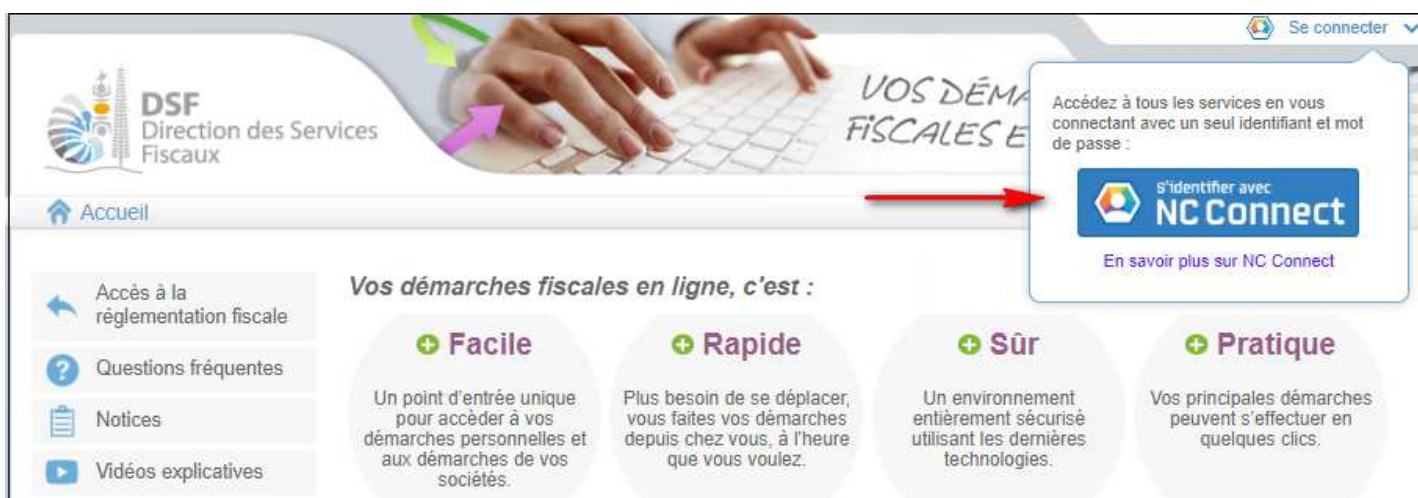 Se connecter
DSF
Direction des Services
Fiscaux
VOS DÉMA
FISCALES E
Accédez à tous les services en vous
connectant avec un seul identifiant et mot
de passe :
s'identifier avec
NC Connect
En savoir plus sur NC Connect
Accueil
Accès à la
réglementation fiscale
Questions fréquentes
Notices
Vidéos explicatives
Vos démarches fiscales en ligne, c'est :
Facile
Un point d'entrée unique
pour accèder à vos
démarches personnelles et
aux démarches de vos
sociétés.
Rapide
Plus besoin de se déplacer,
vous faites vos démarches
depuis chez vous, à l'heure
que vous voulez.
Sûr
Un environnement
entièrement sécurisé
utilisant les dernières
technologies.
Pratique
Vos principales démarches
peuvent s'effectuer en
quelques clics.